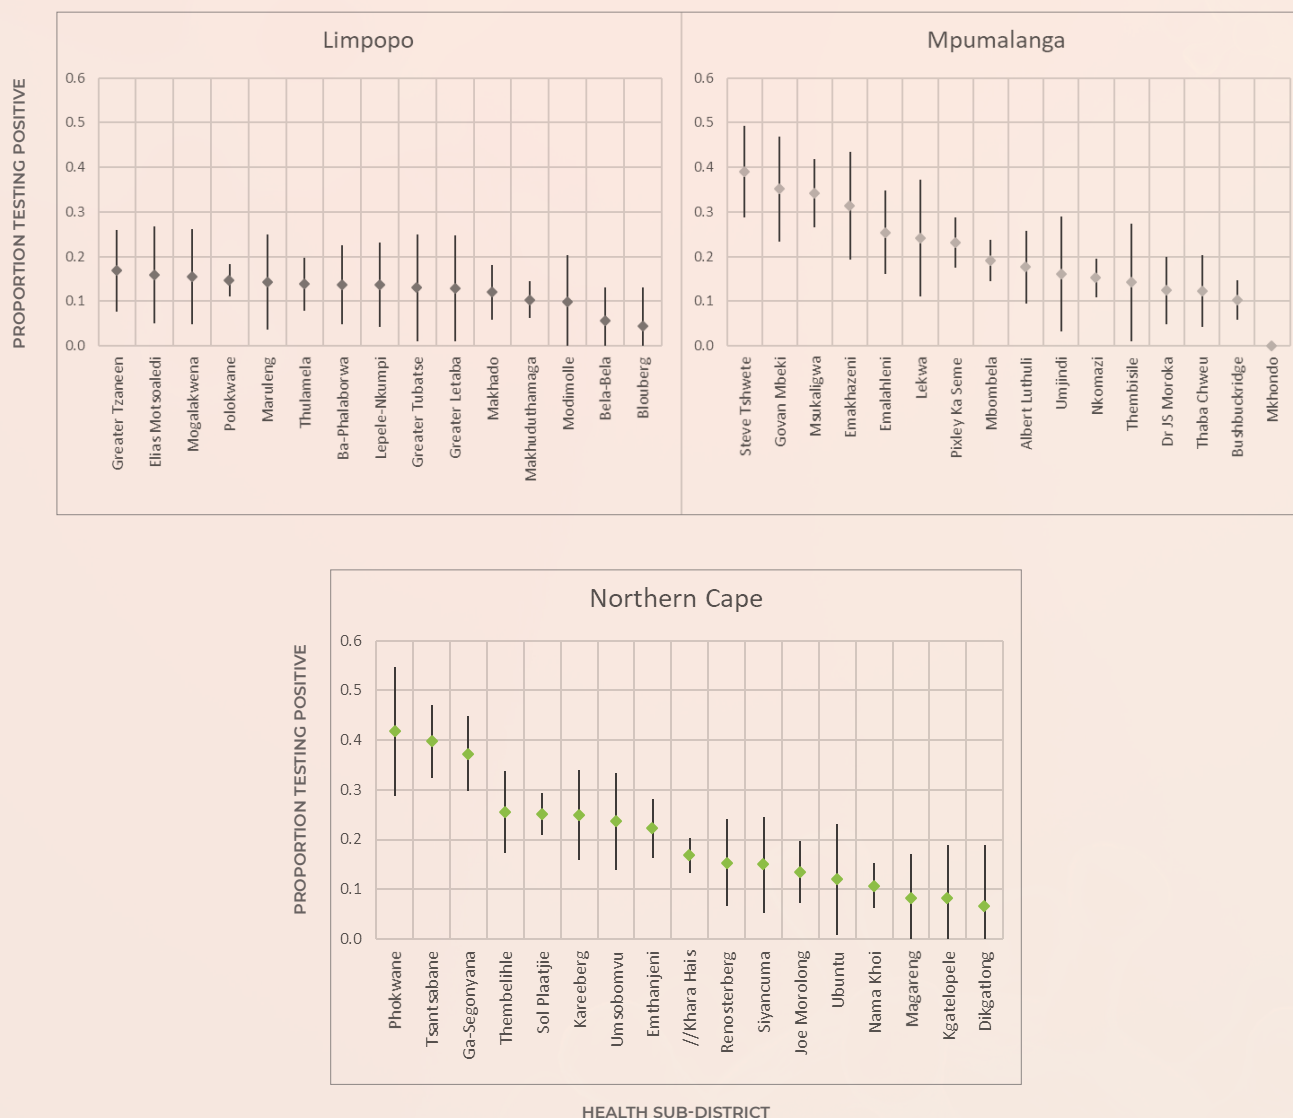 Limpopo
PROPORTION TESTING POSITIVE
0.6
0.5
0.4
0.3
0.2
0.1
0.0
Greater Tzaneen
Elias Motsoaledi
Mogalakwena
Polokwane
Maruleng
Thulamela
Ba-Phalaborwa
Lepele-Nkumpi
Greater Tubatse
Greater Letaba
Makhado
Makhuduthamaga
Modimolle
Bela-Bela
Blouberg
Mpumalanga
0.6
0.5
0.4
0.3
0.2
0.1
0.0
Steve Tshwete
Govan Mbeki
Msukaligwa
Emakhazeni
Emalahleni
Lekwa
Pixley Ka Seme
Mbombela
Albert Luthuli
Umjindi
Nkomazi
Thembisile
Dr JS Moroka
Thaba Chweu
Bushbuckridge
Mkhondo
Northern Cape
PROPORTION TESTING POSITIVE
0.6
0.5
0.4
0.3
0.2
0.1
0.0
Phokwane
Tsantsabane
Ga-Segonyana
Thembelihle
Sol Plaatjie
Kareeberg
Umsobomvu
Emthanjeni
//Khara Hais
Renosterberg
Siyancuma
Joe Morolong
Ubuntu
Nama Khoi
Magareng
Kgatelopele
Dikgatlong
HEALTH SUB-DISTRICT